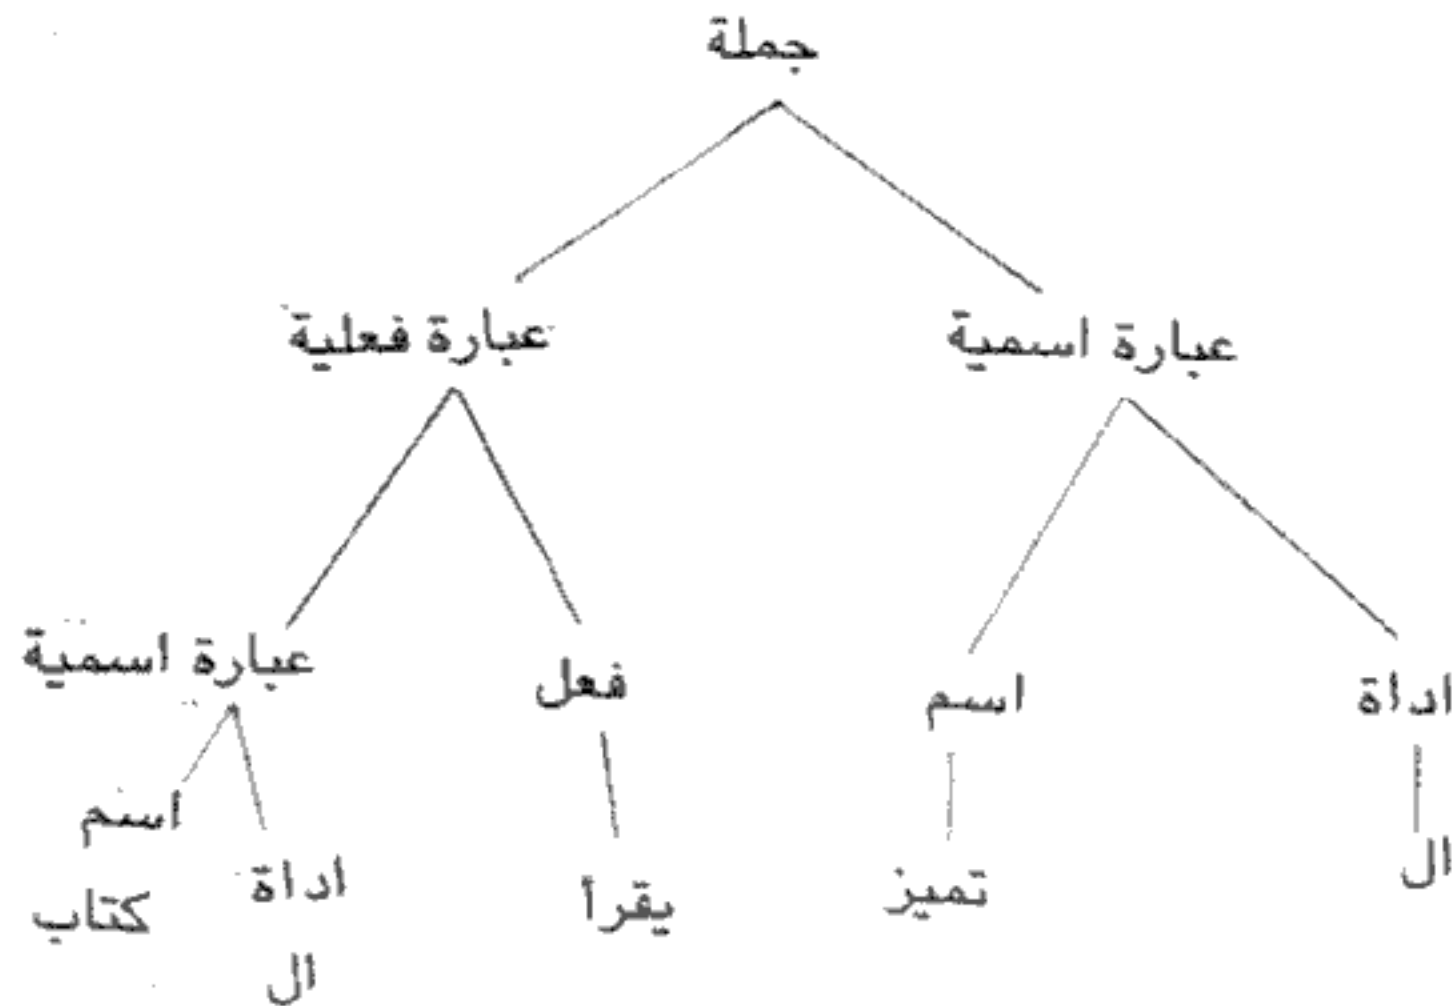 جملة
عبارة اسمية
عبارة فعلية
اداة
اسم
فعل
عبارة اسمية
ال
تميز
يقرأ
اداة
اسم
ال
كتاب